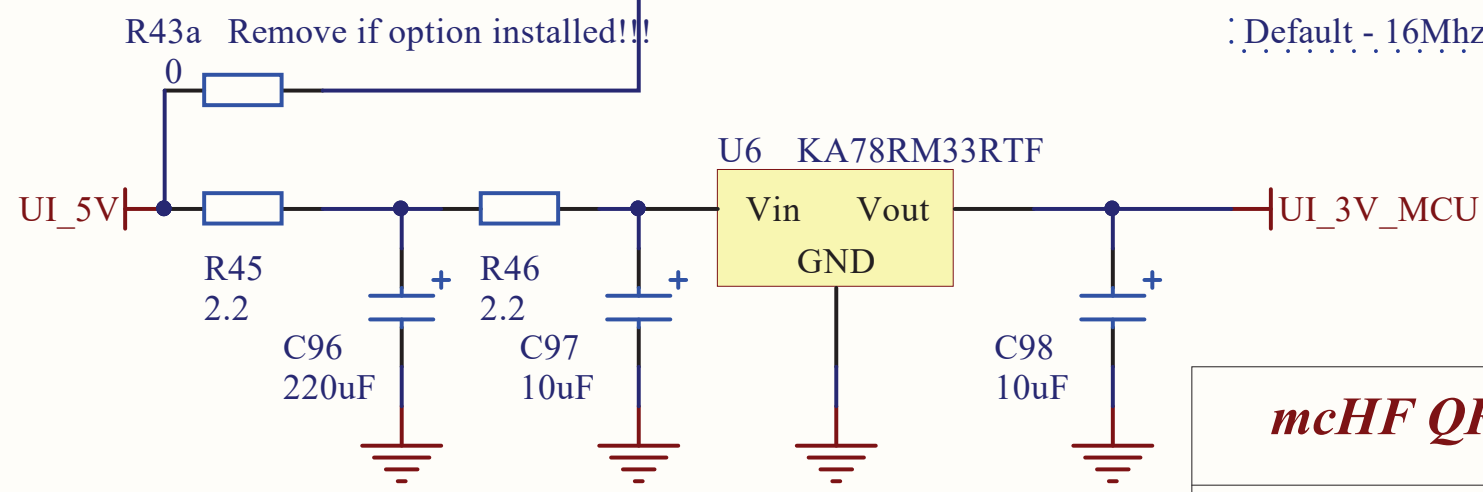 R43a Remove if option installed!!!
Default - 16Mhz
0
U6 KA78RM33RTF
UI_5V
Vin Vout
UI_3V_MCU
GND
R45
R46
2.2
2.2
C96
C97
C98
220uF
10uF
10uF
mcHF